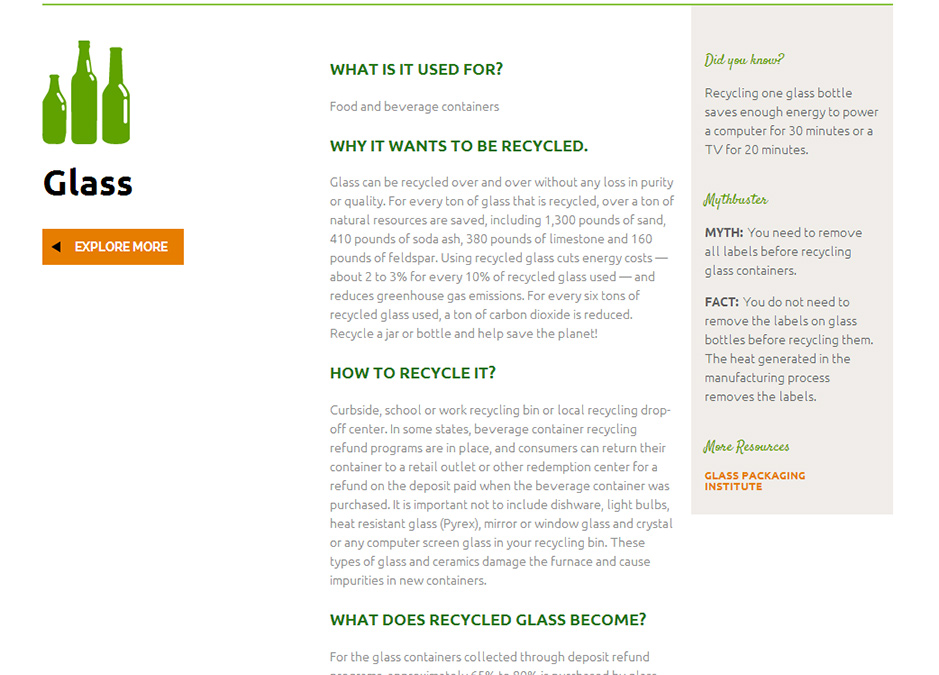 Glass
EXPLORE MORE
WHAT IS IT USED FOR?
Food and beverage containers
WHY IT WANTS TO BE RECYCLED.
Glass can be recycled over and over without any loss in purity
or quality. For every ton of glass that is recycled, over a ton of
natural resources are saved, including 1,300 pounds of sand,
410 pounds of soda ash, 380 pounds of limestone and 160
pounds of feldspar. Using recycled glass cuts energy costs —
about 2 to 3% for every 10% of recycled glass used — and
reduces greenhouse gas emissions. For every six tons of
recycled glass used, a ton of carbon dioxide is reduced.
Recycle a jar or bottle and help save the planet!
HOW TO RECYCLE IT?
Curbside, school or work recycling bin or local recycling drop-
off center. In some states, beverage container recycling
refund programs are in place, and consumers can return their
container to a retail outlet or other redemption center for a
refund on the deposit paid when the beverage container was
purchased. It is important not to include dishware, light bulbs,
heat resistant glass (Pyrex), mirror or window glass and crystal
or any computer screen glass in your recycling bin. These
types of glass and ceramics damage the furnace and cause
impurities in new containers.
WHAT DOES RECYCLED GLASS BECOME?
For the glass containers collected through deposit refund
programs, approximately 65% to 80% is purchased by glass
Did you know?
Recycling one glass bottle
saves enough energy to power
a computer for 30 minutes or a
TV for 20 minutes.
Mythbuster
MYTH: You need to remove
all labels before recycling
glass containers.
FACT: You do not need to
remove the labels on glass
bottles before recycling them.
The heat generated in the
manufacturing process
removes the labels.
More Resources
GLASS PACKAGING
INSTITUTE